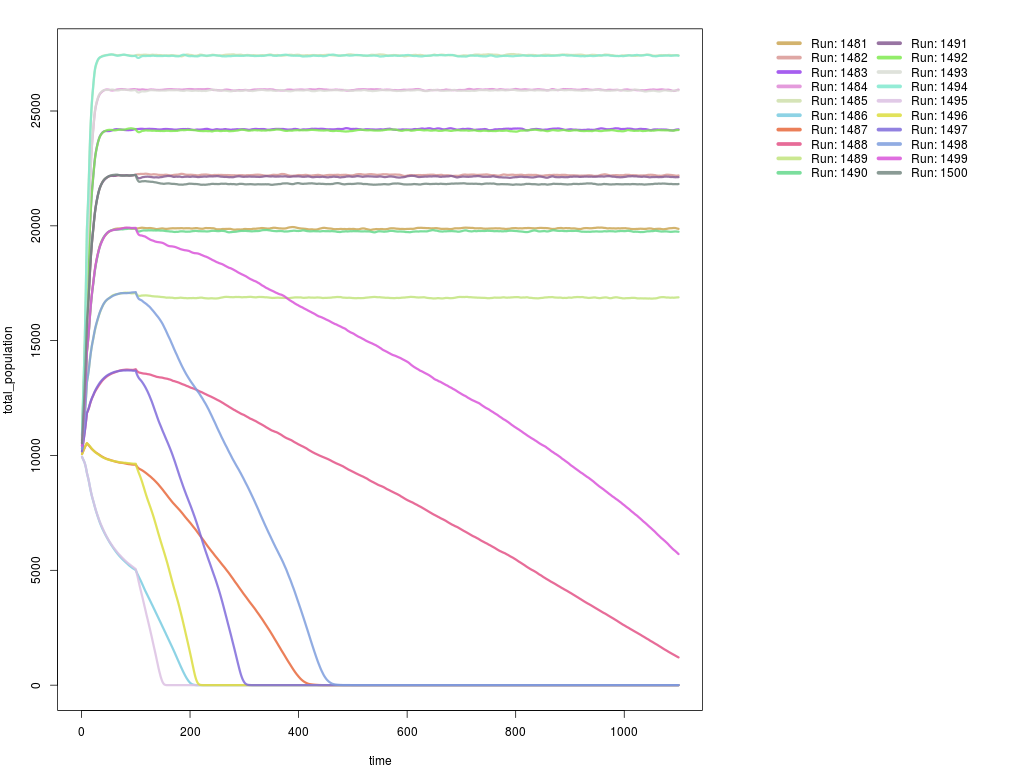 Run: 1481
Run: 1482
Run: 1483
Run: 1484
Run: 1485
Run: 1486
Run: 1487
Run: 1488
Run: 1489
Run: 1490
Run: 1491
Run: 1492
Run: 1493
Run: 1494
Run: 1495
Run: 1496
Run: 1497
Run: 1498
Run: 1499
Run: 1500
total_population
25000
20000
15000
10000
5000
0
0 200 400 600 800 1000
time